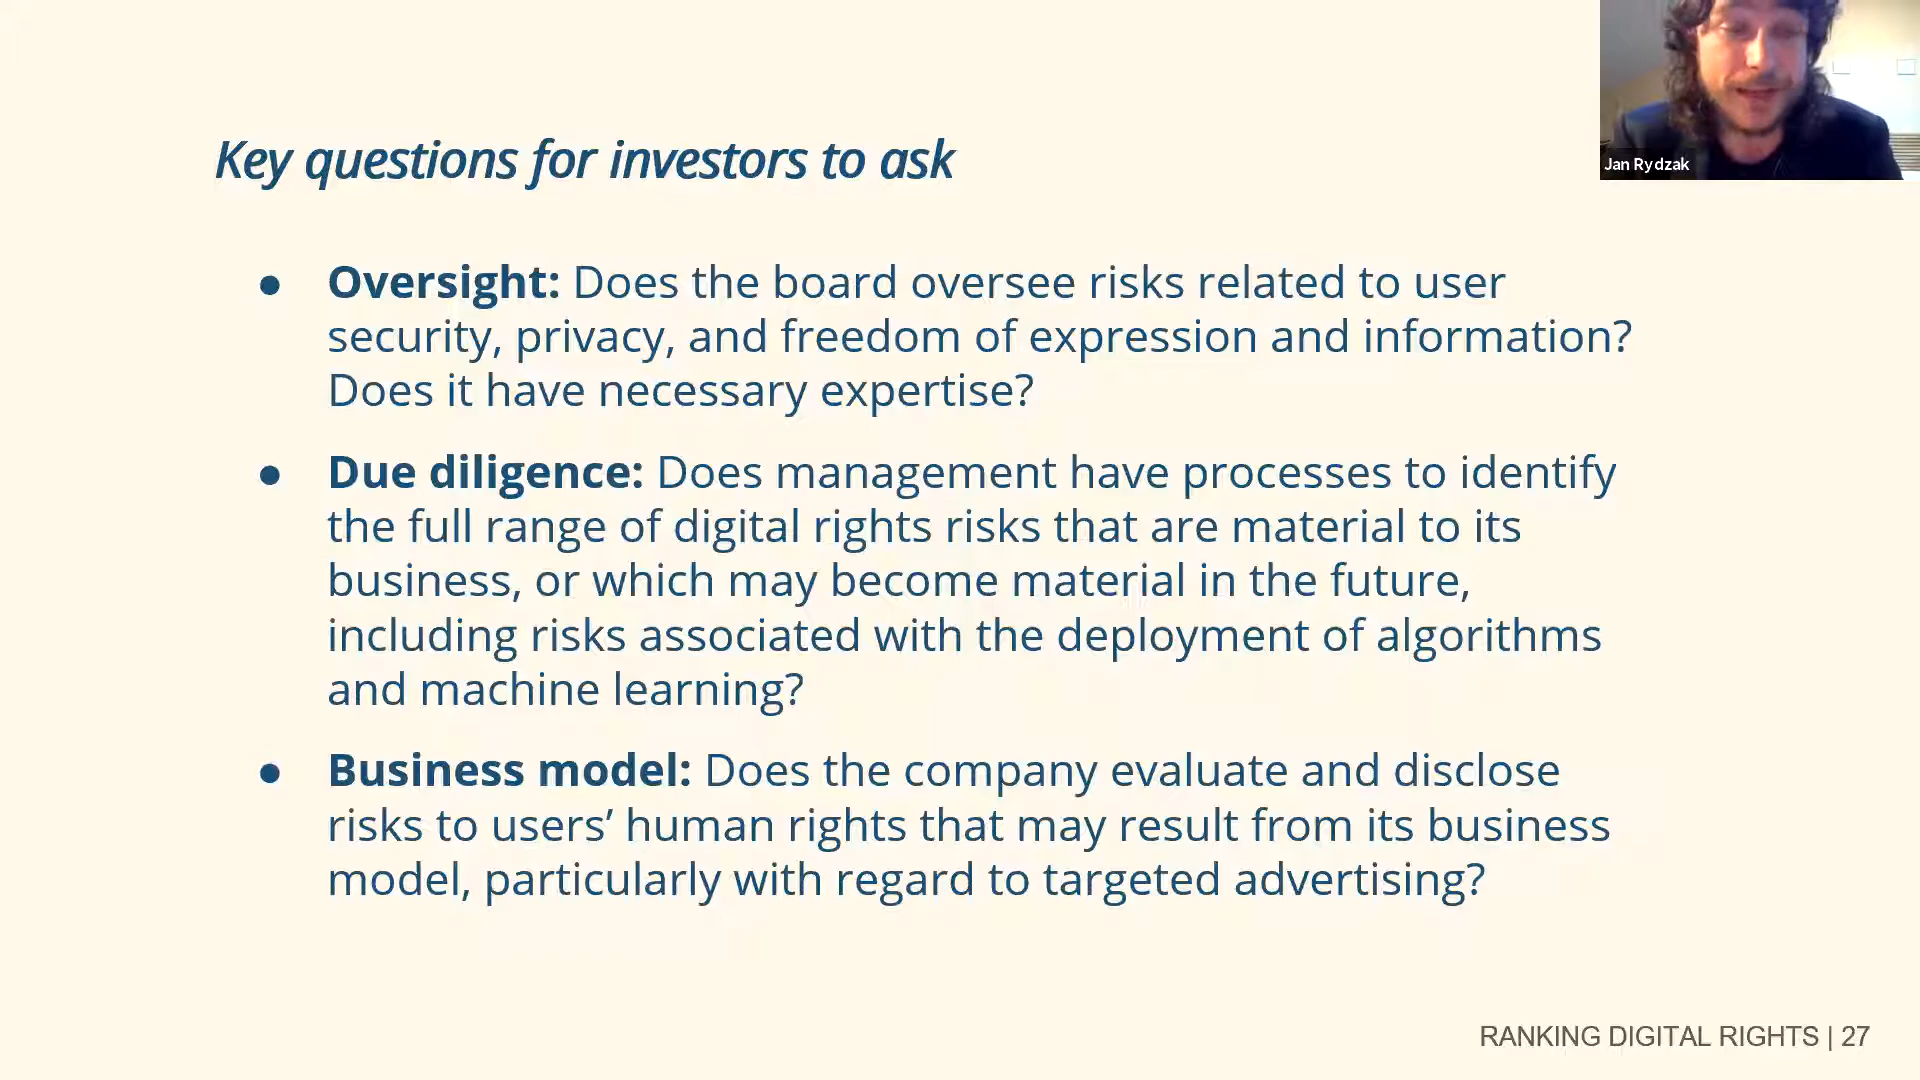 Key questions for investors to ask
Jan Rydzak
● Oversight: Does the board oversee risks related to user
security, privacy, and freedom of expression and information?
Does it have necessary expertise?
● Due diligence: Does management have processes to identify
the full range of digital rights risks that are material to its
business, or which may become material in the future,
including risks associated with the deployment of algorithms
and machine learning?
● Business model: Does the company evaluate and disclose
risks to users’ human rights that may result from its business
model, particularly with regard to targeted advertising?
RANKING DIGITAL RIGHTS | 27